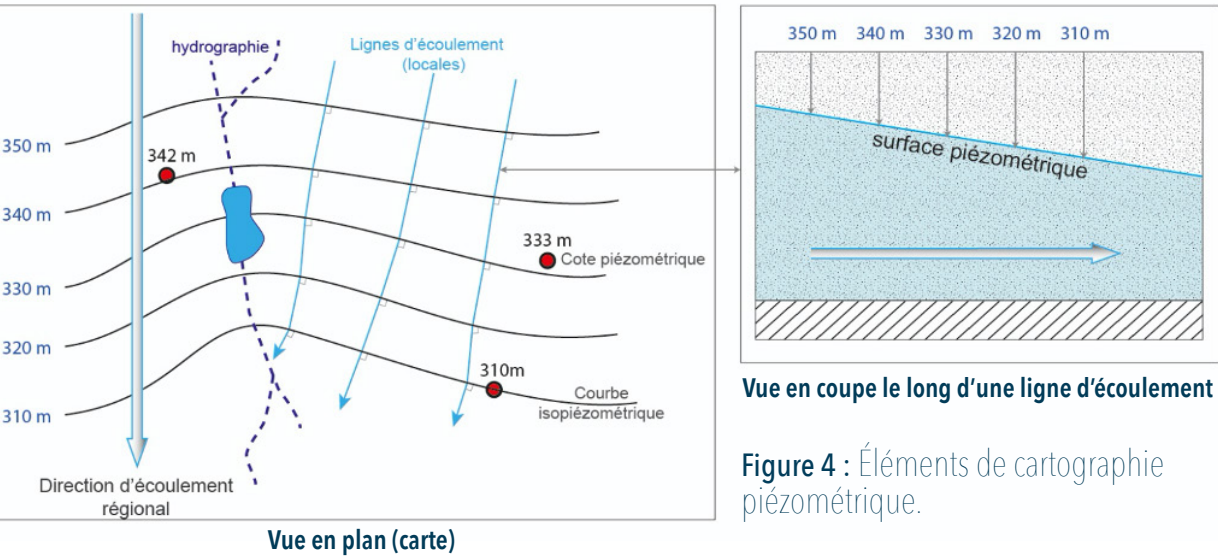 hydrographie
Lignes d'écoulement
(locales)
350 m
342 m
340 m
333 m
Cote piézométrique
330 m
320 m
310m
Courbe
isopiézométrique
310 m
Direction d'écoulement
régional
Vue en plan (carte)
350 m 340 m 330 m 320 m 310 m
surface piézométrique
Vue en coupe le long d'une ligne d'écoulement
Figure 4 : Éléments de cartographie
piézométrique.